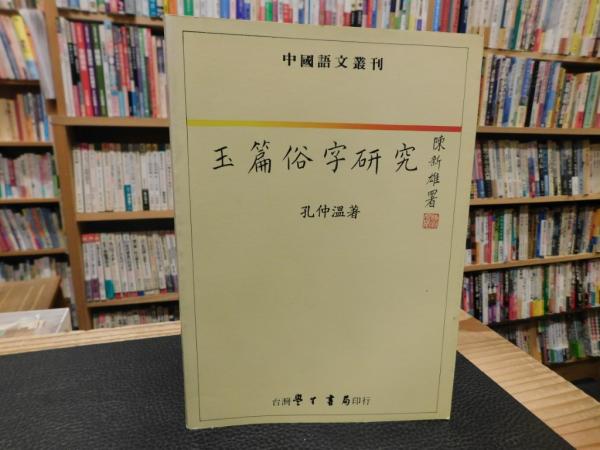 中國語文叢刊
玉篇俗字研究
陳新雄署
孔仲溫著
台灣學生書局印行